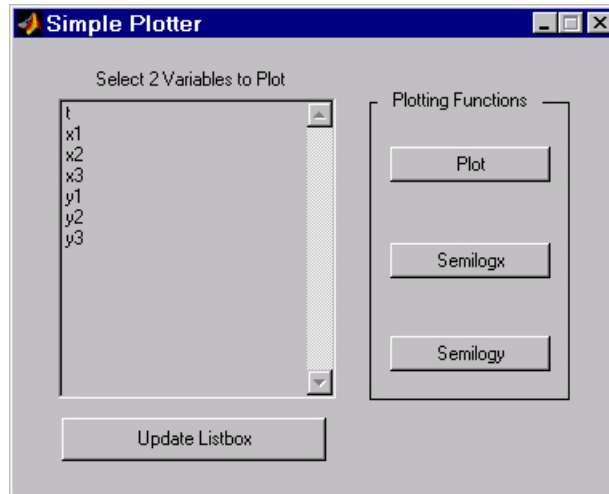 Simple Plotter
Select 2 Variables to Plot
t
x1
x2
x3
y1
y2
y3
Update Listbox
Plotting Functions
Plot
Semilogx
Semilogy